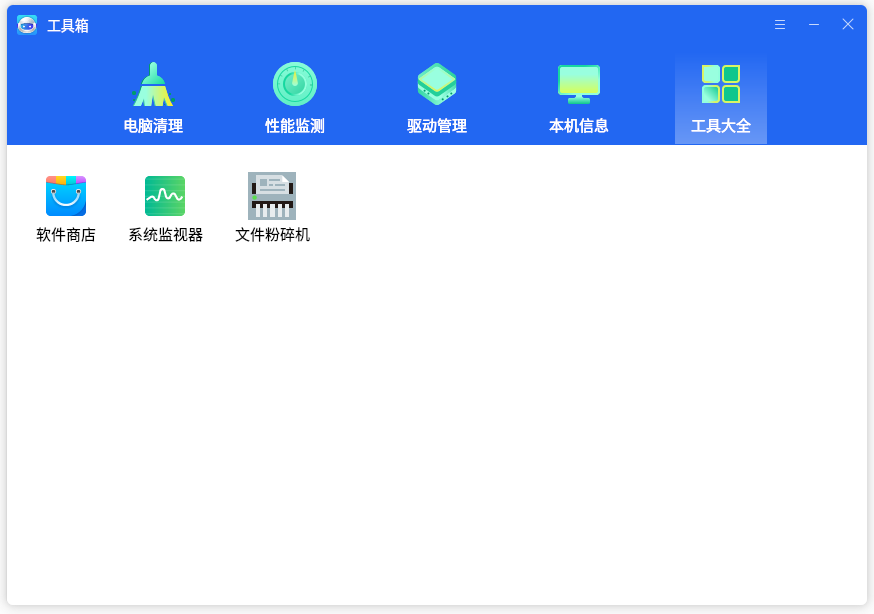 工具箱
电脑清理
性能监测
驱动管理
本机信息
工具大全
软件商店
系统监视器
文件粉碎机